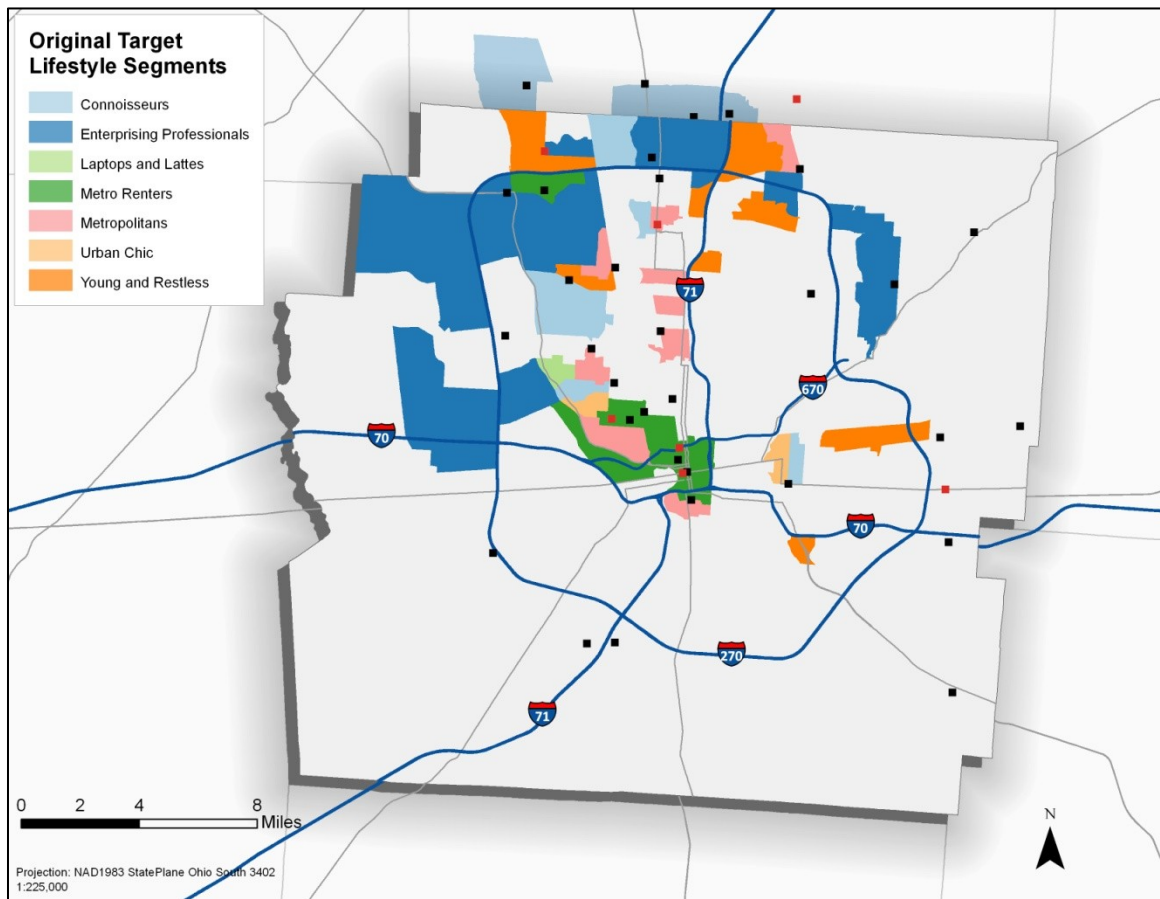 Original Target
Lifestyle Segments
Connoisseurs
Enterprising Professionals
Laptops and Lattes
Metro Renters
Metropolitans
Urban Chic
Young and Restless
71
670
70
70
270
71
0 4 8
Miles
N
Projection: NAD1983 StatePlane Ohio South 3402
1:225,000